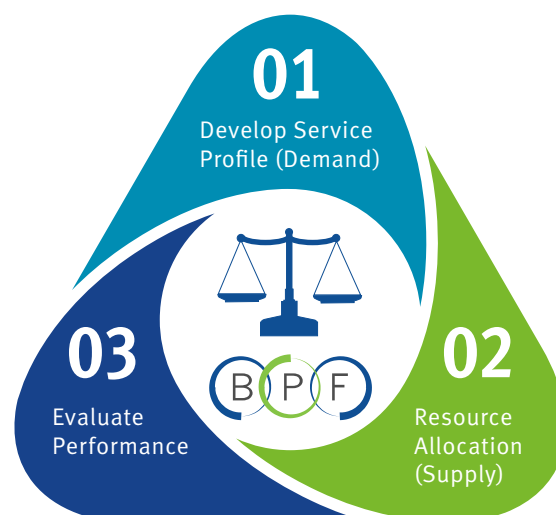 01
Develop Service
Profile (Demand)
03
Evaluate
Performance
02
Resource
Allocation
(Supply)
B P F